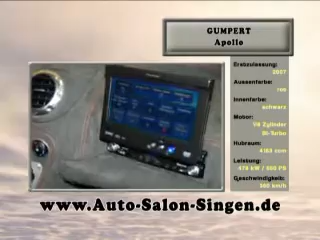 GUMPERT
Apollo
Erstzulassung:
2007
Aussenfarbe:
rot
Innenfarbe:
schwarz
Motor:
V8 Zylinder
Bi-Turbo
Hubraum:
4163 ccm
Leistung:
478 kW / 650 PS
Geschwindigkeit:
360 km/h
www.Auto-Salon-Singen.de